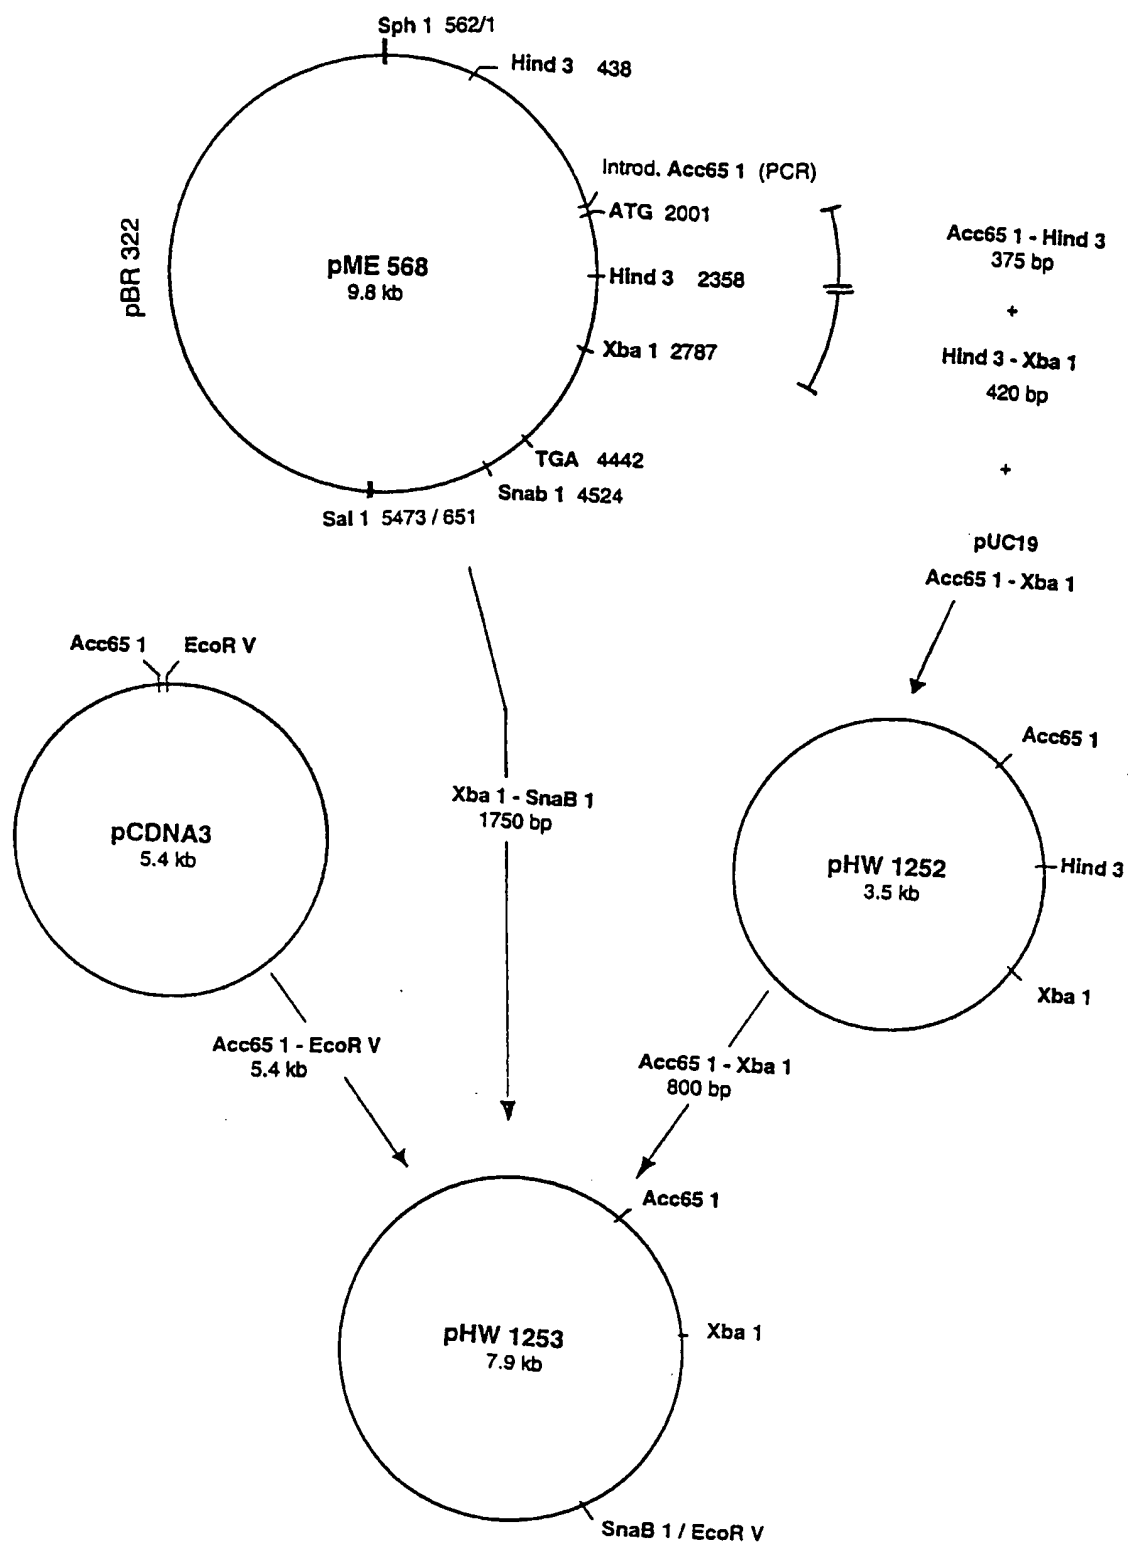 Sph 1 562/1
Hind 3 438
Introd. Acc65 1 (PCR)
ATG 2001
pBR 322
pME 568
9.8 kb
Hind 3 2358
Xba 1 2787
TGA 4442
Snab 1 4524
Sal 1 5473 / 651
Acc65 1 - Hind 3
375 bp
+
Hind 3 - Xba 1
420 bp
+
pUC19
Acc65 1 - Xba 1
Acc65 1 EcoR V
pCDNA3
5.4 kb
Xba 1 - SnaB 1
1750 bp
Acc65 1
pHW 1252
3.5 kb
Hind 3
Xba 1
Acc65 1 - EcoR V
5.4 kb
Acc65 1 - Xba 1
800 bp
Acc65 1
pHW 1253
7.9 kb
Xba 1
SnaB 1 / EcoR V